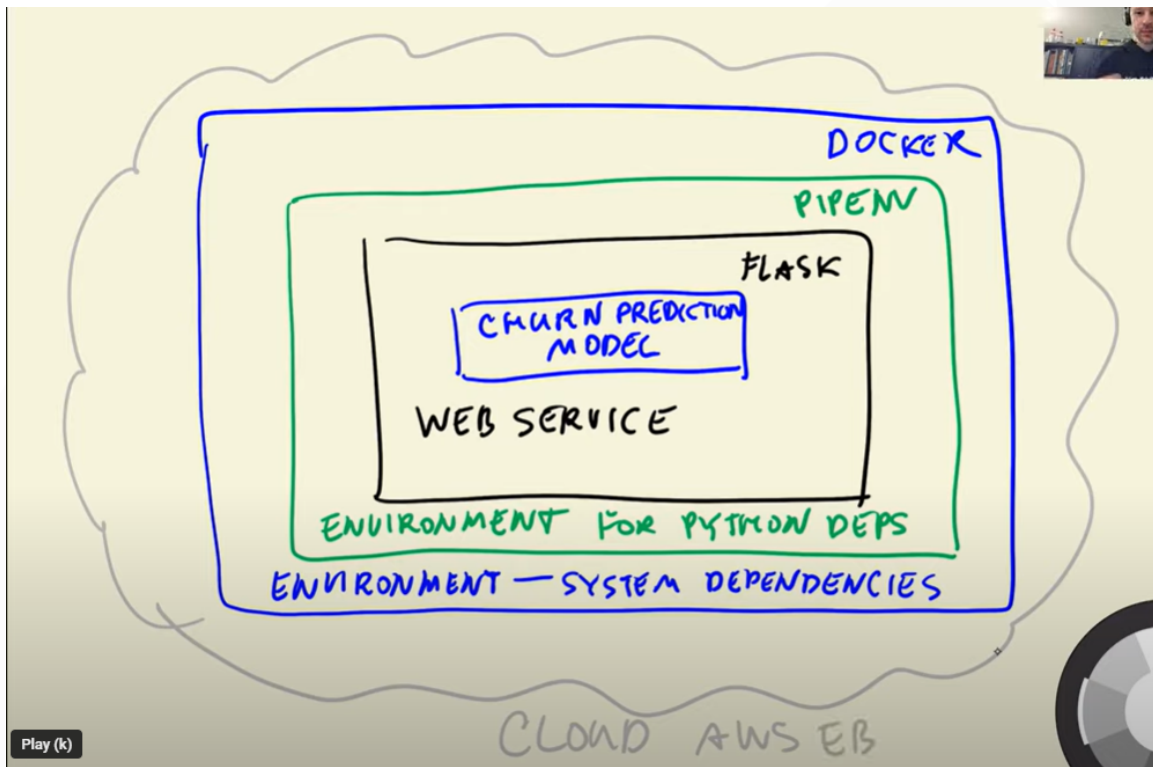 DOCKER
PIPENV
FLASK
CHURN PREDICTION
MODEL
WEB SERVICE
ENVIRONMENT FOR PYTHON DEPS
ENVIRONMENT — SYSTEM DEPENDENCIES
CLOUD AWS EB
Play (k)